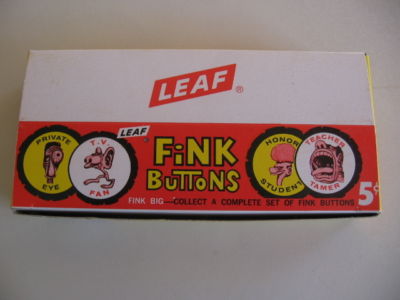 LEAF®
PRIVATE EYE
T.V. FAN
LEAF
FiNK
BUTTONS
HONOR STUDENT
TEACHER TAMER
FINK BIG—COLLECT A COMPLETE SET OF FINK BUTTONS
5¢